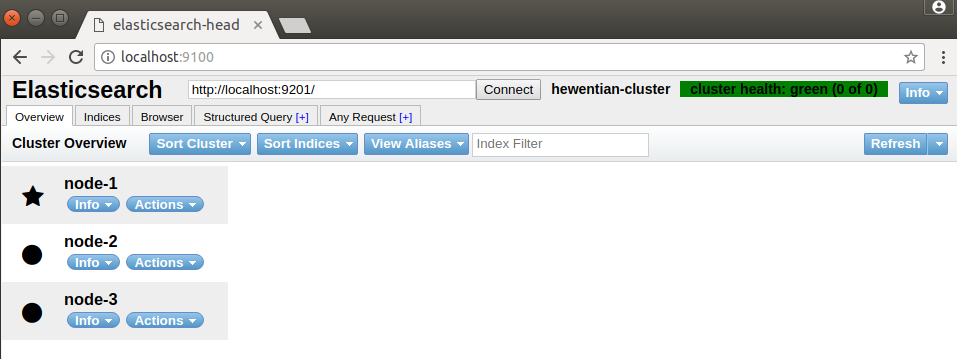 elasticsearch-head
localhost:9100
Elasticsearch http://localhost:9201/ Connect hewentian-cluster cluster health: green (0 of 0) Info
Overview Indices Browser Structured Query [+] Any Request [+]
Cluster Overview Sort Cluster Sort Indices View Aliases Index Filter Refresh
node-1
Info Actions
node-2
Info Actions
node-3
Info Actions